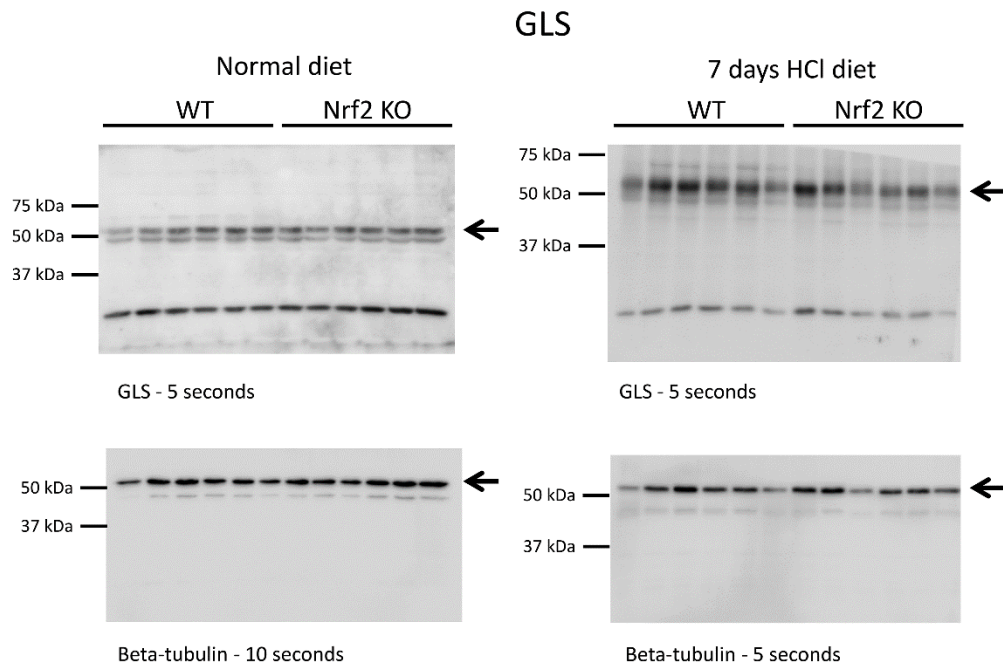 GLS
Normal diet
WT
Nrf2 KO
75 kDa
50 kDa
37 kDa
GLS - 5 seconds
50 kDa
37 kDa
Beta-tubulin - 10 seconds
7 days HCl diet
WT
Nrf2 KO
75 kDa
50 kDa
37 kDa
GLS - 5 seconds
50 kDa
37 kDa
Beta-tubulin - 5 seconds